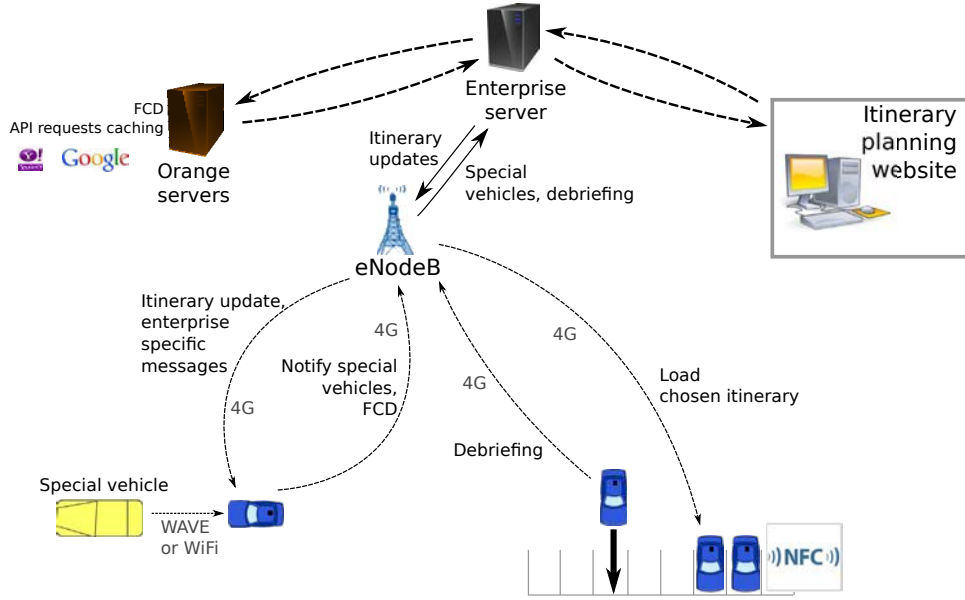 Enterprise
server
FCD
API requests caching
Y!
YAHOO!
Google
Orange
servers
Itinerary
planning
website
Itinerary
updates
Special
vehicles, debriefing
eNodeB
Itinerary update,
enterprise
specific
messages
4G
Notify special
vehicles,
FCD
4G
4G
4G
Load
chosen itinerary
Debriefing
Special vehicle
WAVE
or WiFi
NFC